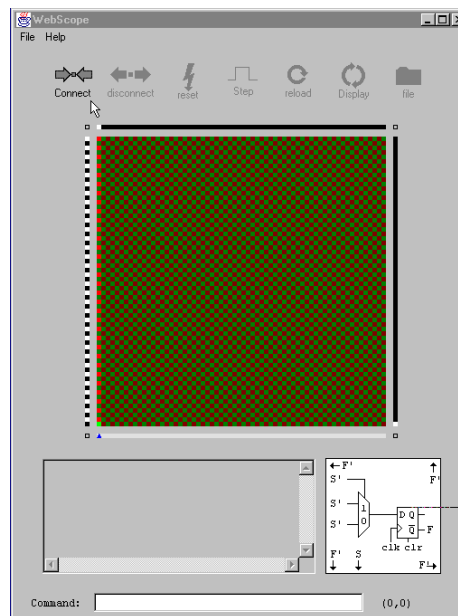 WebScope
File Help
Connect disconnect reset Step reload Display file
← F' ↑
S' F'
S' 1 D Q
S' 0 Q̅ F
clk clr
F' S F'→
↓ ↓
Command: (0,0)